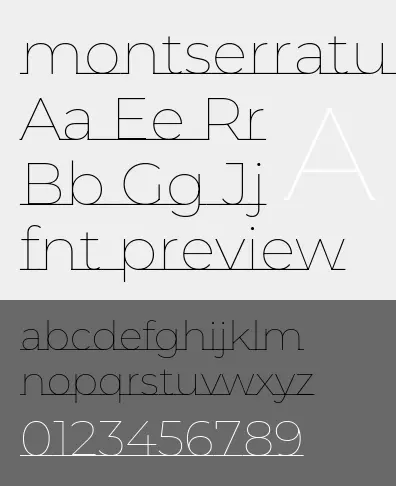 montserratu
Aa Ee Rr
A
Bb Gg Jj
fnt preview
abcdefghijklm
nopqrstuvwxyz
0123456789